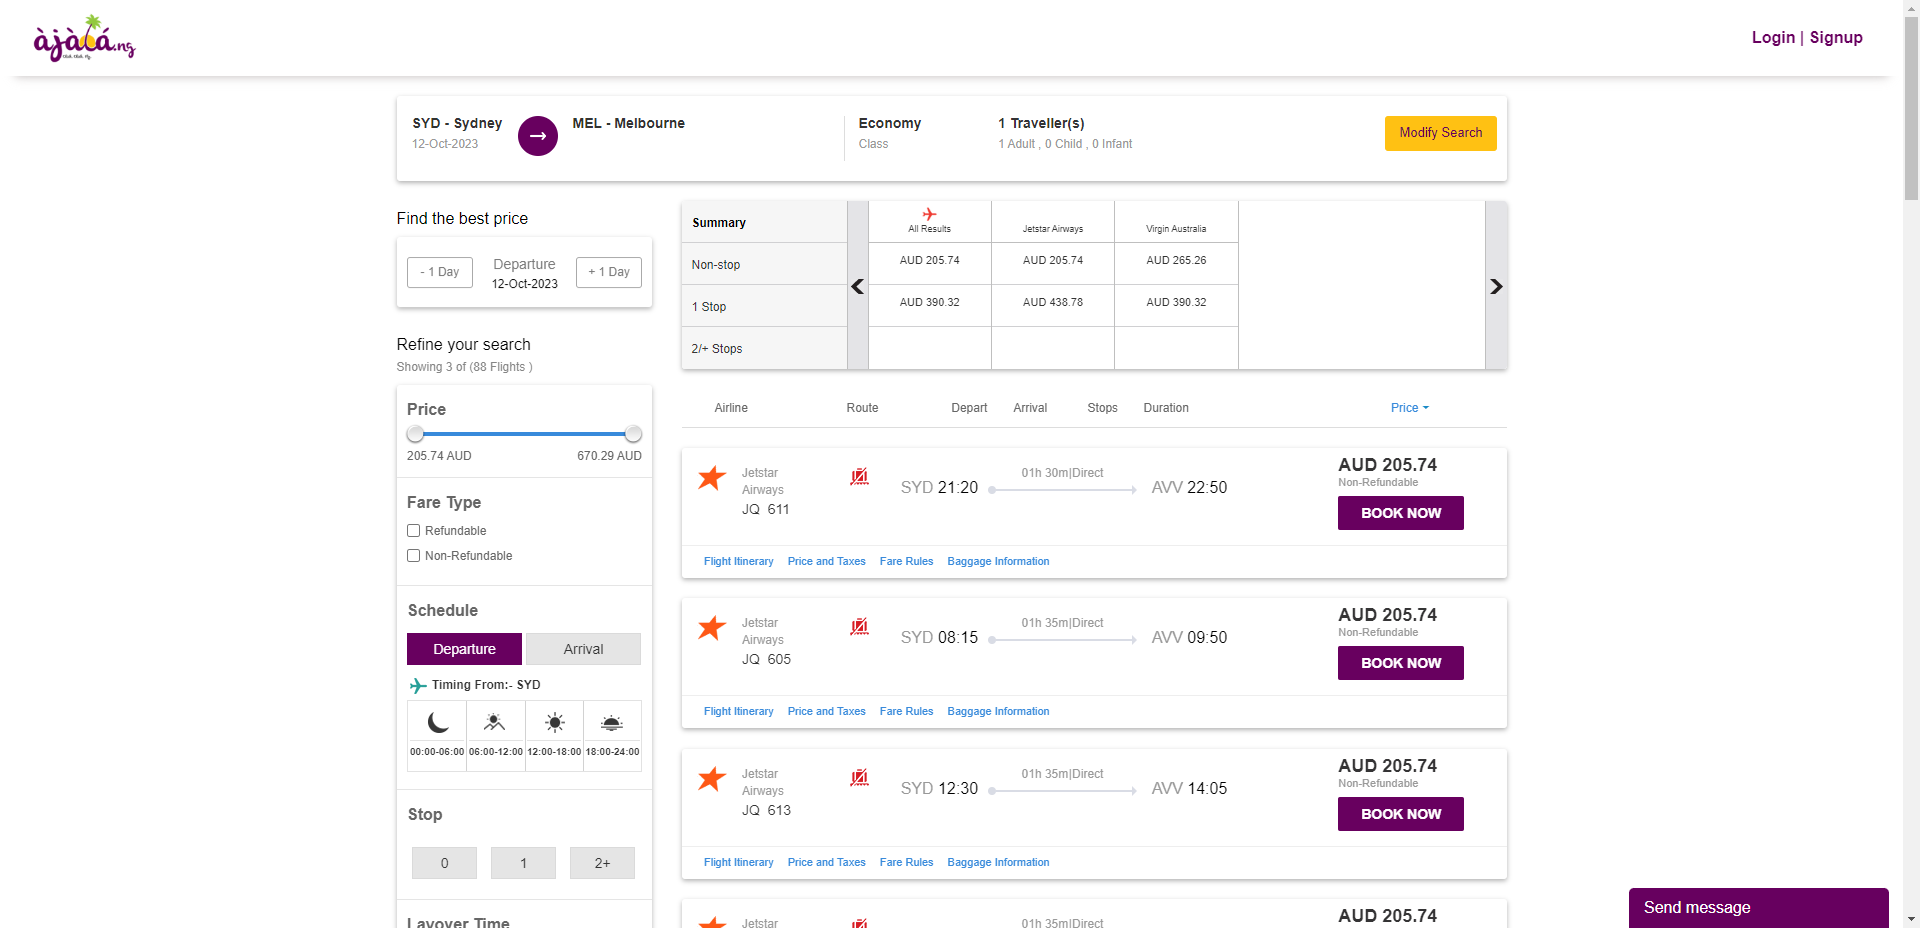 àjàlá.ng
Login | Signup
SYD - Sydney
12-Oct-2023
MEL - Melbourne
Economy
Class
1 Traveller(s)
1 Adult , 0 Child , 0 Infant
Modify Search
Find the best price
- 1 Day
Departure
12-Oct-2023
+ 1 Day
Summary
All Results
Jetstar Airways
Virgin Australia
Non-stop
AUD 205.74
AUD 205.74
AUD 265.26
1 Stop
AUD 390.32
AUD 438.78
AUD 390.32
2/+ Stops
Refine your search
Showing 3 of (88 Flights )
Price
205.74 AUD
670.29 AUD
Fare Type
Refundable
Non-Refundable
Schedule
Departure
Arrival
Timing From:- SYD
00:00-06:00
06:00-12:00
12:00-18:00
18:00-24:00
Stop
0
1
2+
Layover Time
Airline
Route
Depart
Arrival
Stops
Duration
Price
Jetstar
Airways
JQ 611
SYD 21:20
01h 30m|Direct
AVV 22:50
AUD 205.74
Non-Refundable
BOOK NOW
Flight Itinerary
Price and Taxes
Fare Rules
Baggage Information
Jetstar
Airways
JQ 605
SYD 08:15
01h 35m|Direct
AVV 09:50
AUD 205.74
Non-Refundable
BOOK NOW
Flight Itinerary
Price and Taxes
Fare Rules
Baggage Information
Jetstar
Airways
JQ 613
SYD 12:30
01h 35m|Direct
AVV 14:05
AUD 205.74
Non-Refundable
BOOK NOW
Flight Itinerary
Price and Taxes
Fare Rules
Baggage Information
Jetstar
01h 35m|Direct
AUD 205.74
Send message